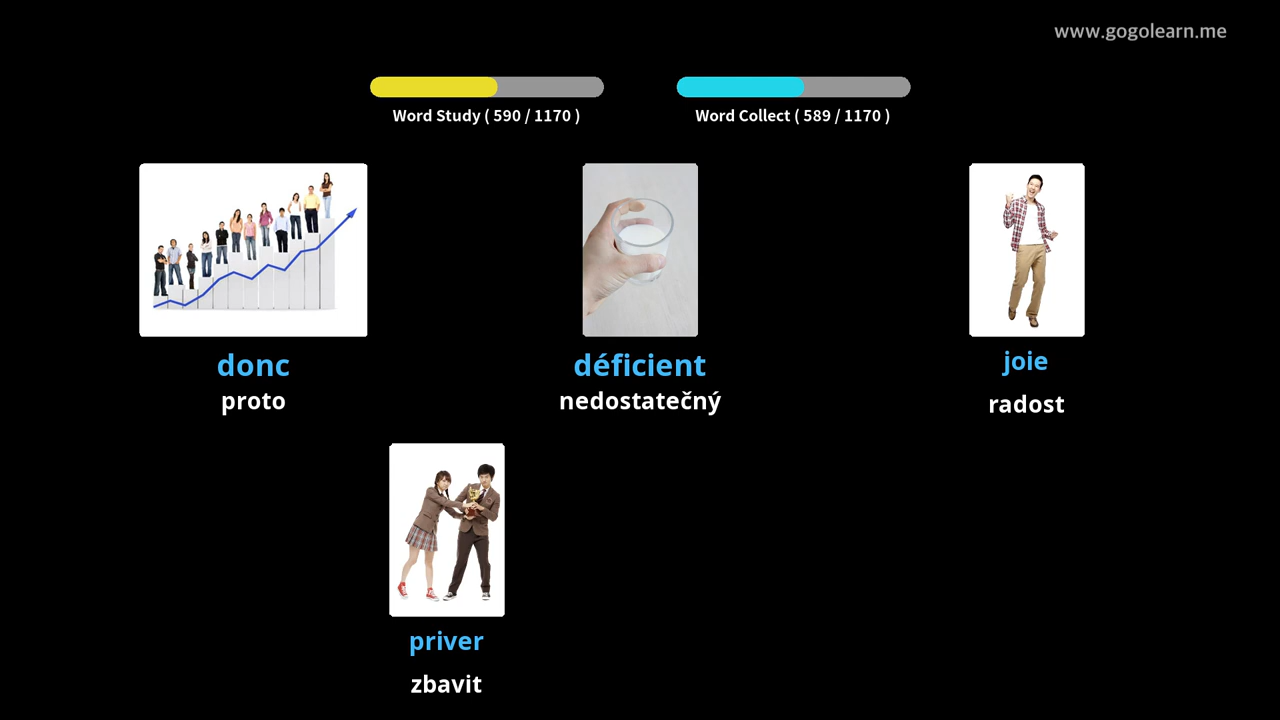 www.gogolearn.me
Word Study ( 590 / 1170 )
Word Collect ( 589 / 1170 )
donc
proto
déficient
nedostatečný
joie
radost
priver
zbavit